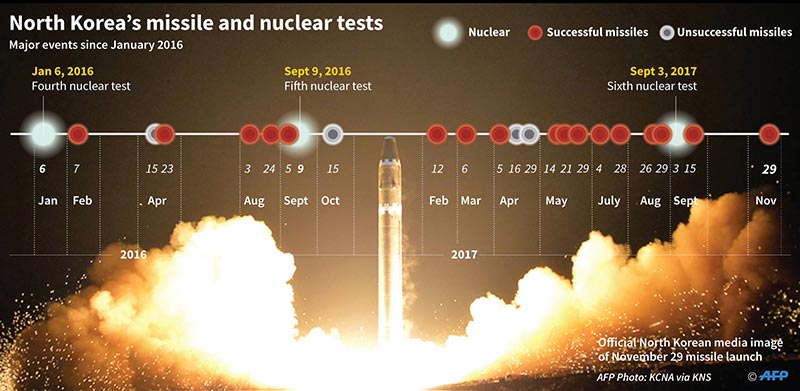 North Korea's missile and nuclear tests
Major events since January 2016
Nuclear Successful missiles Unsuccessful missiles
Jan 6, 2016 Sept 9, 2016 Sept 3, 2017
Fourth nuclear test Fifth nuclear test Sixth nuclear test
6 7 15 23 3 24 5 9 15 12 6 5 16 29 14 21 29 4 28 26 29 3 15 29
Jan Feb Apr Aug Sept Oct Feb Mar Apr May July Aug Sept Nov
2016 2017
Official North Korean media image
of November 29 missile launch
AFP Photo: KCNA via KNS © AFP